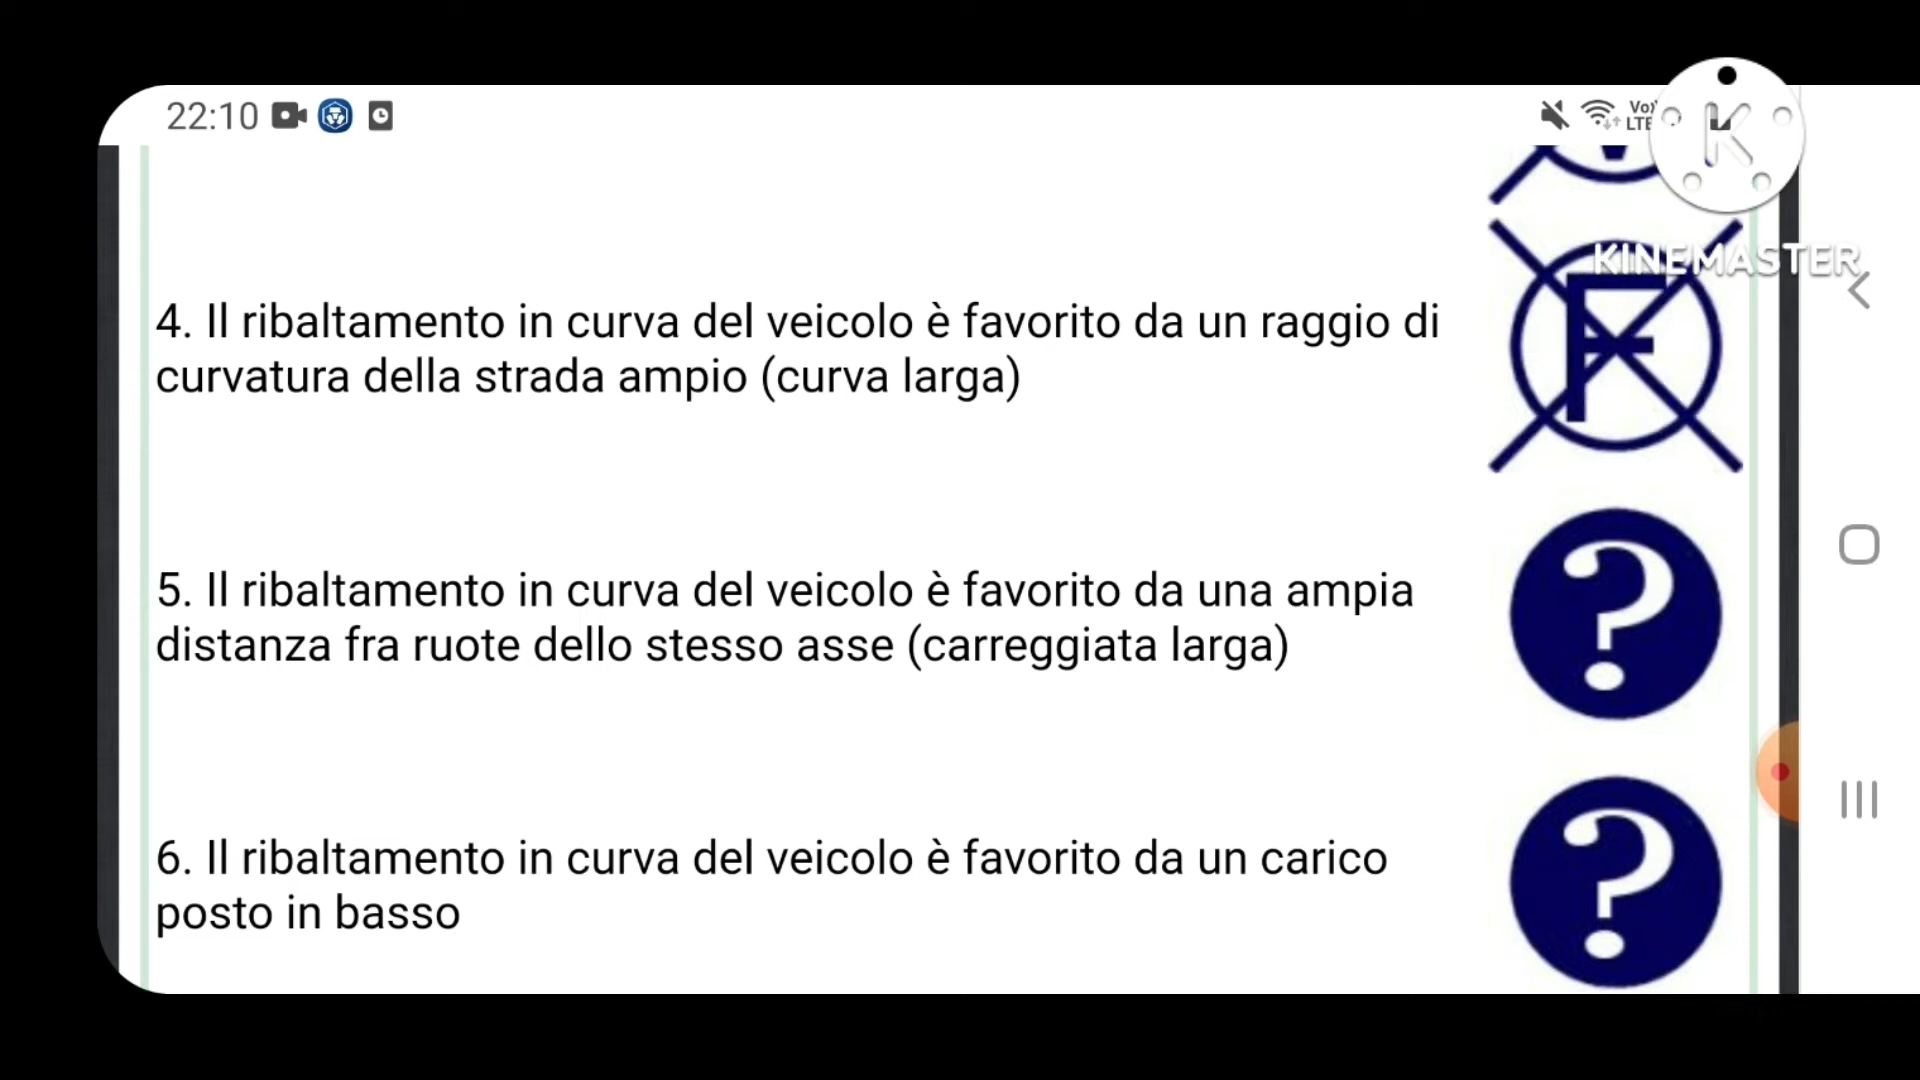 22:10
Vo)
LTE
K
KINEMASTER
4. Il ribaltamento in curva del veicolo è favorito da un raggio di
curvatura della strada ampio (curva larga)
F
5. Il ribaltamento in curva del veicolo è favorito da una ampia
distanza fra ruote dello stesso asse (carreggiata larga)
?
6. Il ribaltamento in curva del veicolo è favorito da un carico
posto in basso
?